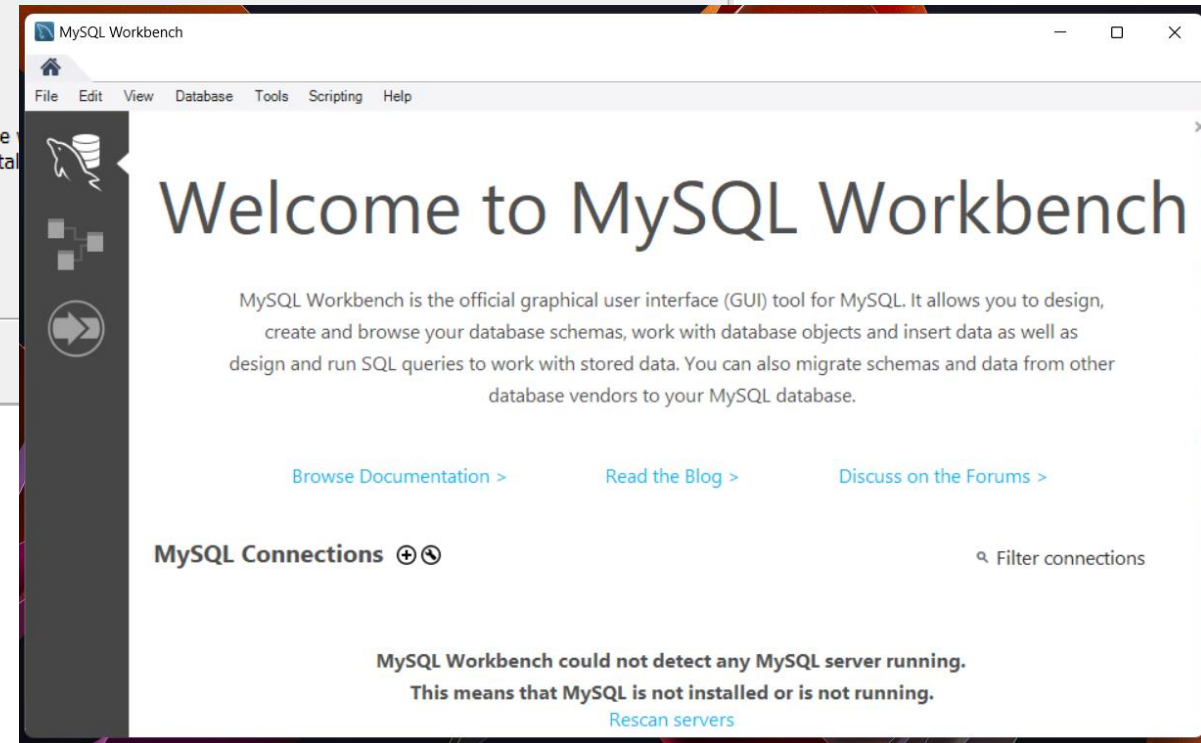 MySQL Workbench
File Edit View Database Tools Scripting Help
Welcome to MySQL Workbench
MySQL Workbench is the official graphical user interface (GUI) tool for MySQL. It allows you to design,
create and browse your database schemas, work with database objects and insert data as well as
design and run SQL queries to work with stored data. You can also migrate schemas and data from other
database vendors to your MySQL database.
Browse Documentation > Read the Blog > Discuss on the Forums >
MySQL Connections Filter connections
MySQL Workbench could not detect any MySQL server running.
This means that MySQL is not installed or is not running.
Rescan servers